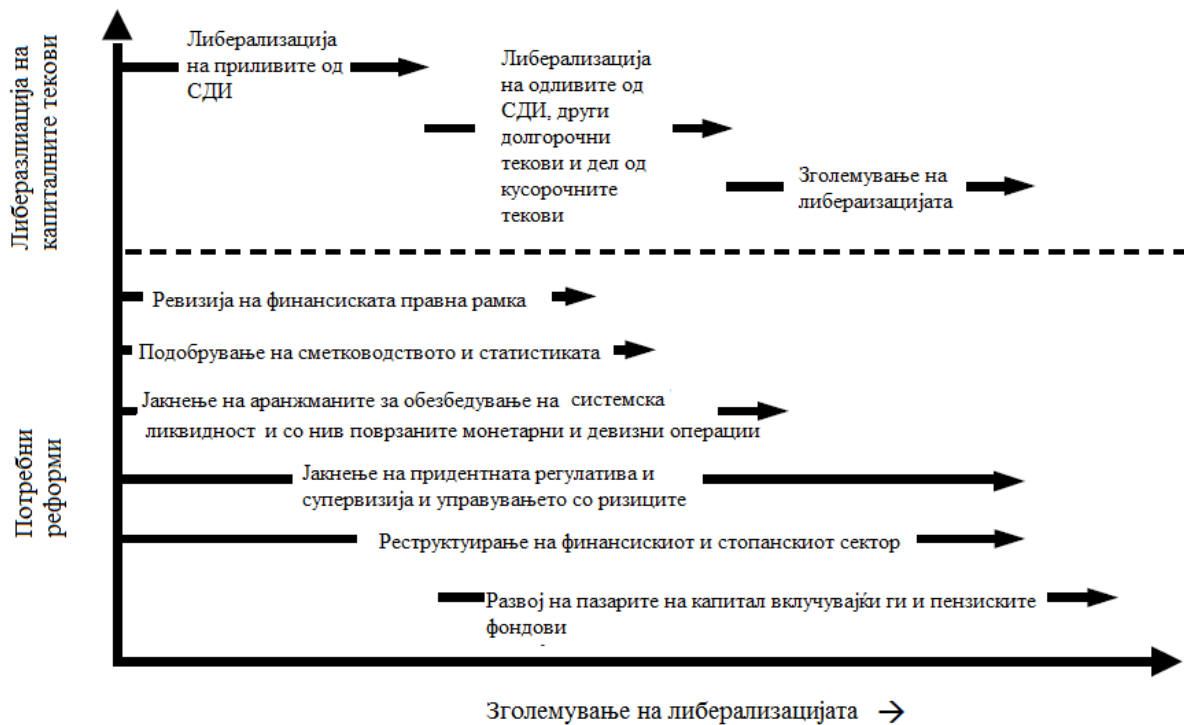 Либерализација
на приливите од
СДИ
Либерализација
на одливите од
СДИ, други
долгорочни
текови и дел од
кусорочните
текови
Зголемување на
либераизацијата
Либеразлиација на
капиталните текови
Ревизија на финансиската правна рамка
Подобрување на сметководството и статистиката
Јакнење на аранжманите за обезбедување на системска
ликвидност и со нив поврзаните монетарни и девизни операции
Јакнење на придентната регулатива и
супервизија и управувањето со ризиците
Реструктуирање на финансискиот и стопанскиот сектор
Развој на пазарите на капитал вклучувајќи ги и пензиските
фондови
Потребни
реформи
Зголемување на либерализацијата →